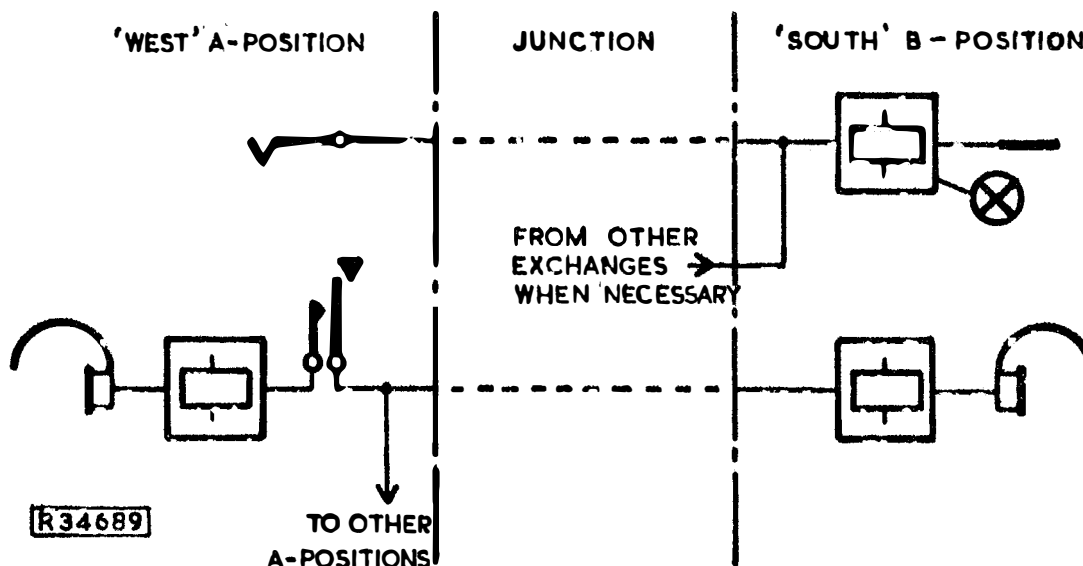 'WEST' A-POSITION
JUNCTION
'SOUTH' B-POSITION
FROM OTHER
EXCHANGES
WHEN NECESSARY
R34689
TO OTHER
A-POSITIONS